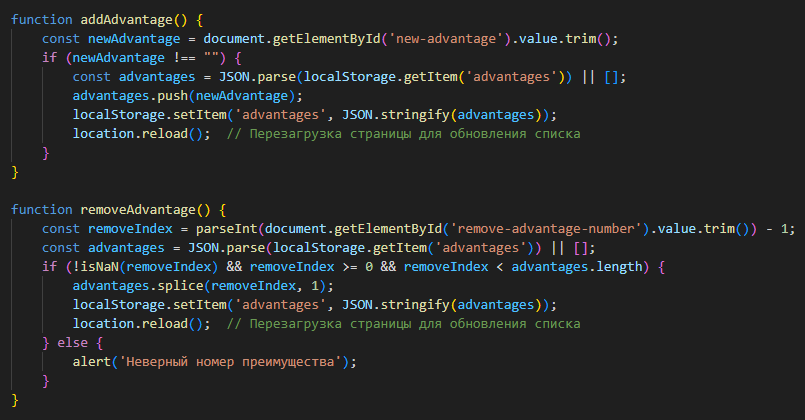 function addAdvantage() {
const newAdvantage = document.getElementById('new-advantage').value.trim();
if (newAdvantage !== "") {
const advantages = JSON.parse(localStorage.getItem('advantages')) || [];
advantages.push(newAdvantage);
localStorage.setItem('advantages', JSON.stringify(advantages));
location.reload();  // Перезагрузка страницы для обновления списка
}
}
function removeAdvantage() {
const removeIndex = parseInt(document.getElementById('remove-advantage-number').value.trim()) - 1;
const advantages = JSON.parse(localStorage.getItem('advantages')) || [];
if (!isNaN(removeIndex) && removeIndex >= 0 && removeIndex < advantages.length) {
advantages.splice(removeIndex, 1);
localStorage.setItem('advantages', JSON.stringify(advantages));
location.reload();  // Перезагрузка страницы для обновления списка
} else {
alert('Неверный номер преимущества');
}
}